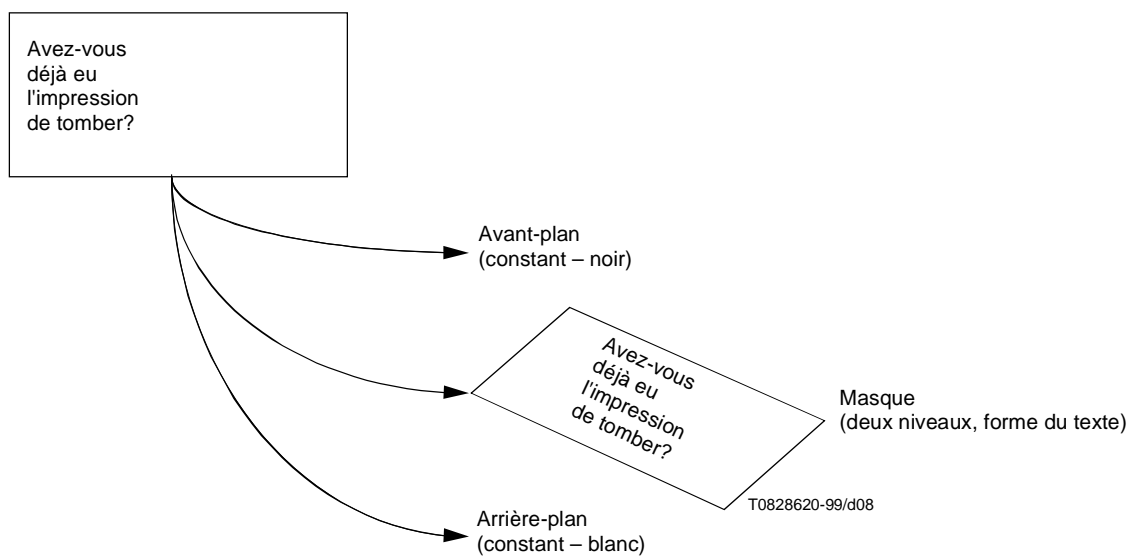 Avez-vous
déjà eu
l'impression
de tomber?
Avant-plan
(constant – noir)
Avez-vous
déjà eu
l'impression
de tomber?
Masque
(deux niveaux, forme du texte)
T0828620-99/d08
Arrière-plan
(constant – blanc)